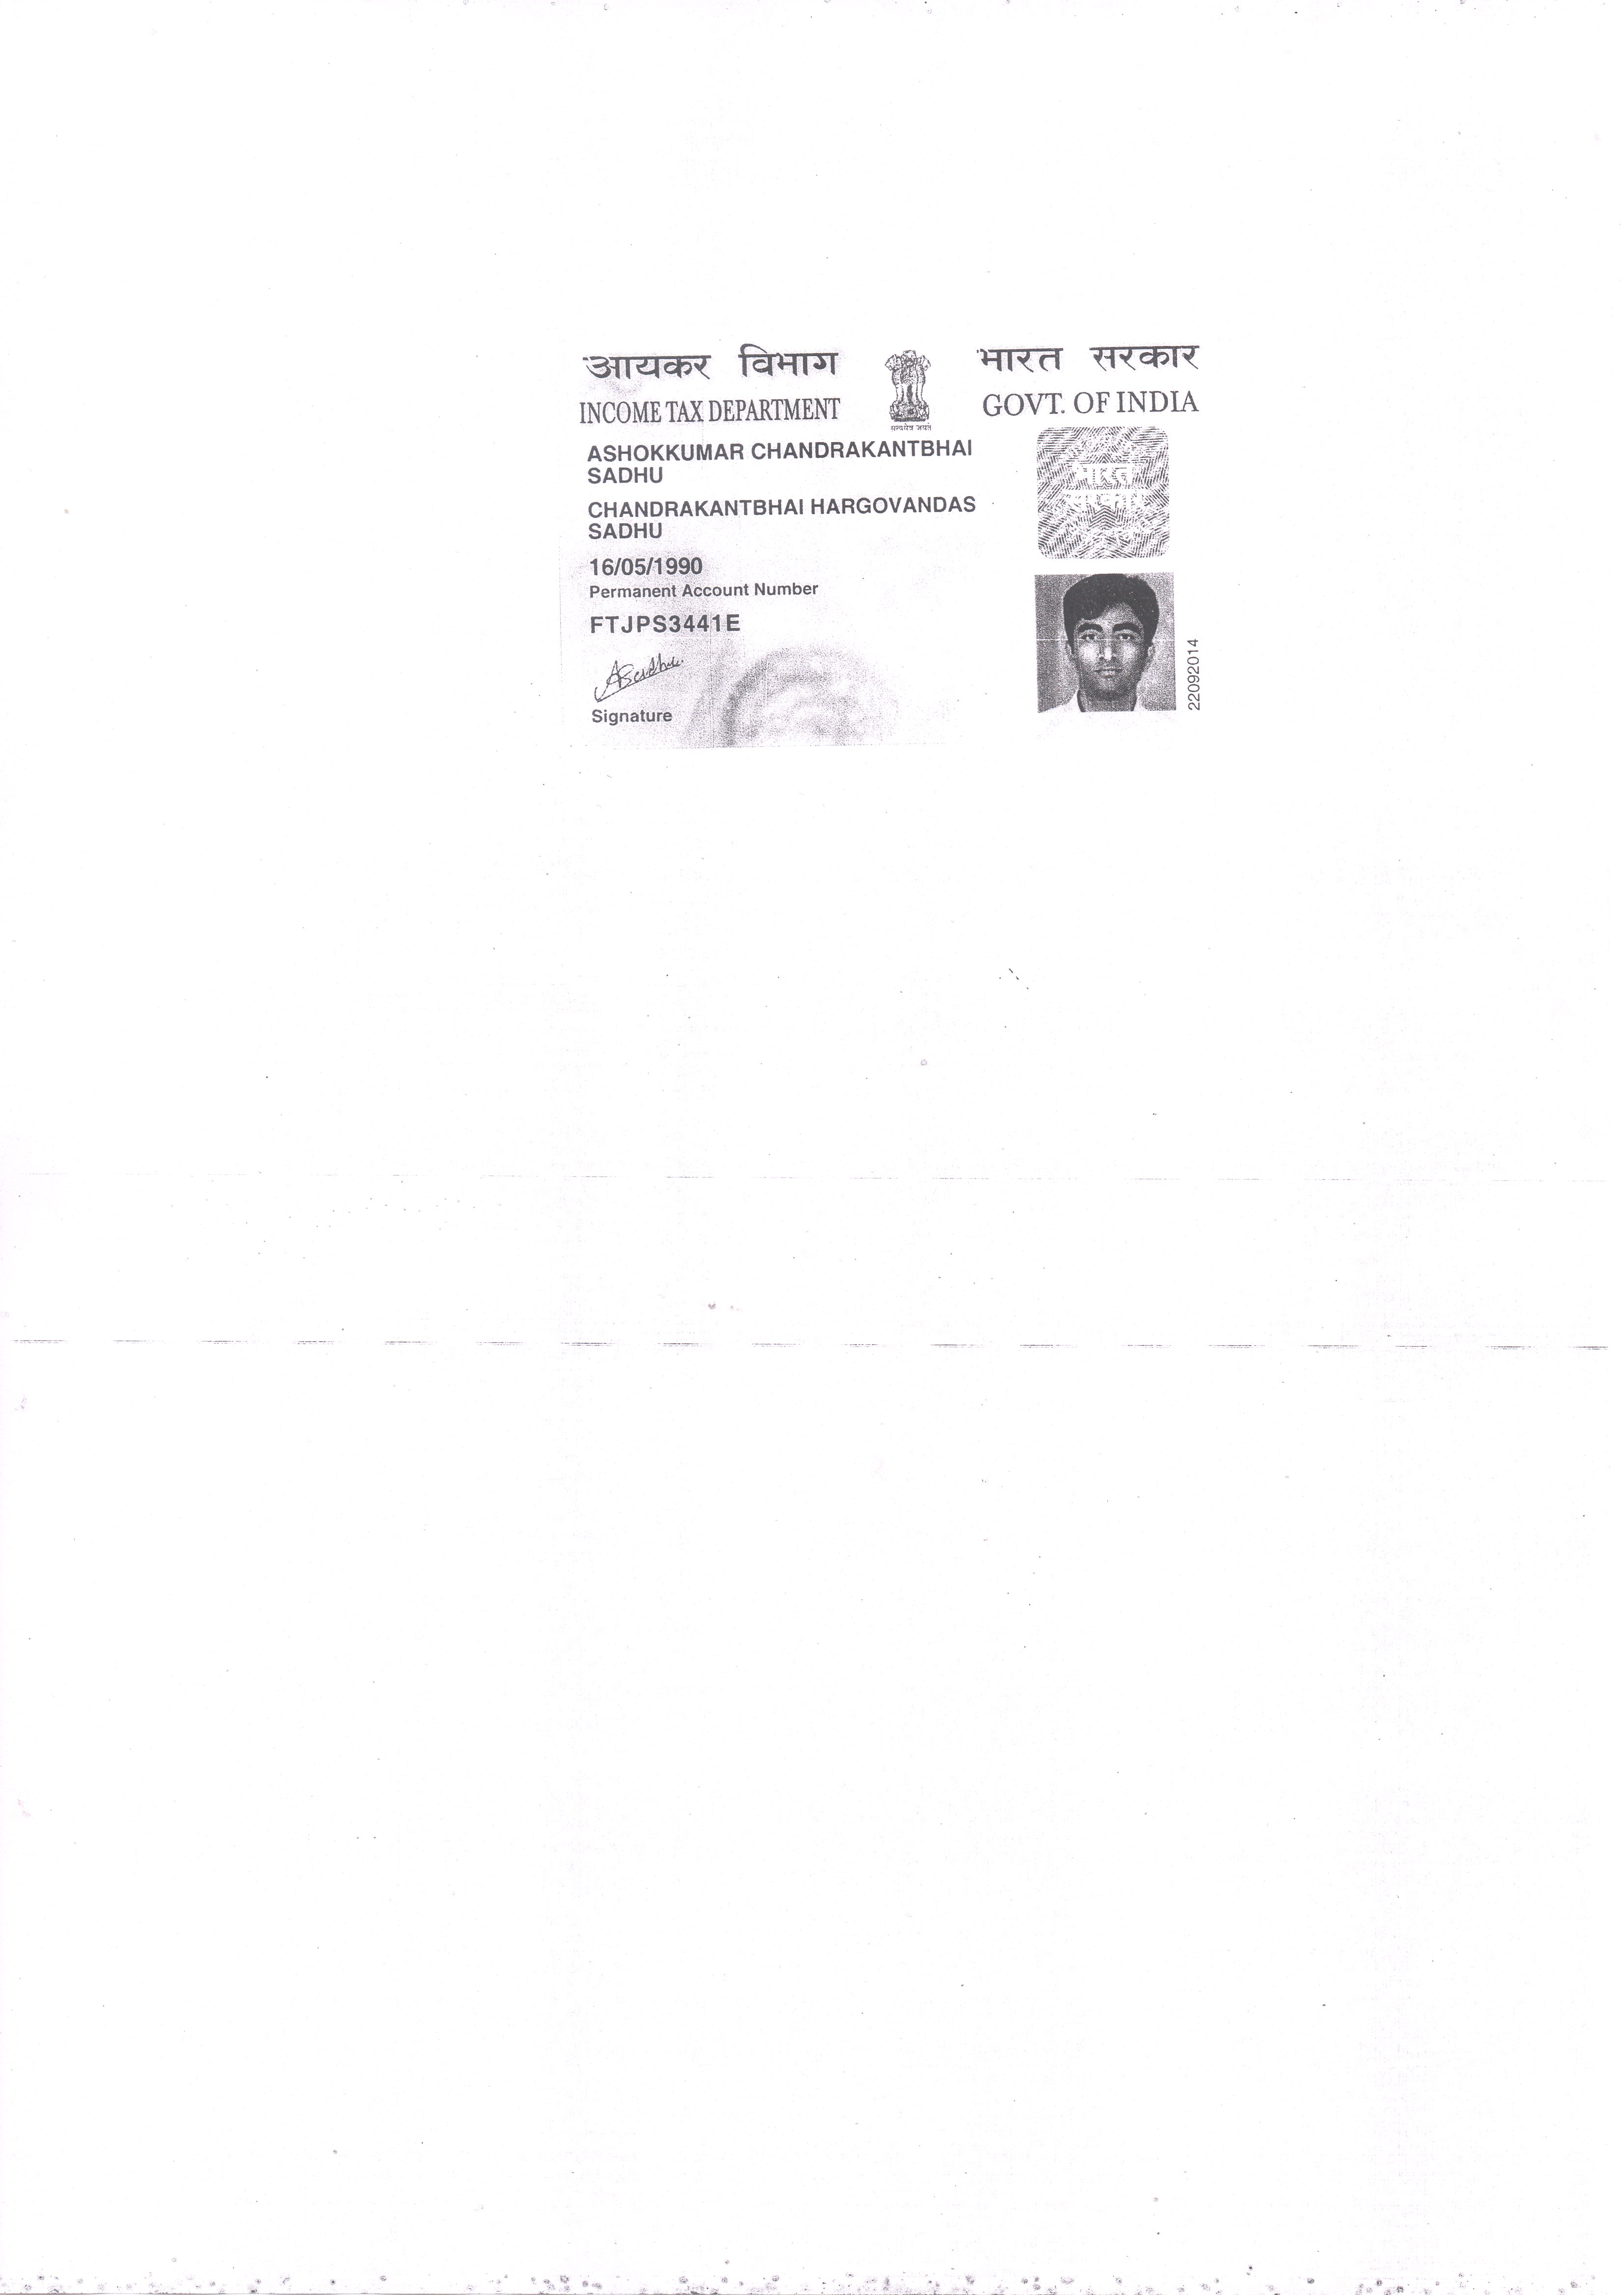 आयकर विभाग
भारत सरकार
INCOME TAX DEPARTMENT
GOVT. OF INDIA
सत्यमेव जयते
ASHOKKUMAR CHANDRAKANTBHAI
SADHU
भारत
सरकार
CHANDRAKANTBHAI HARGOVANDAS
SADHU
16/05/1990
Permanent Account Number
FTJPS3441E
ASadhu.
Signature
22092014